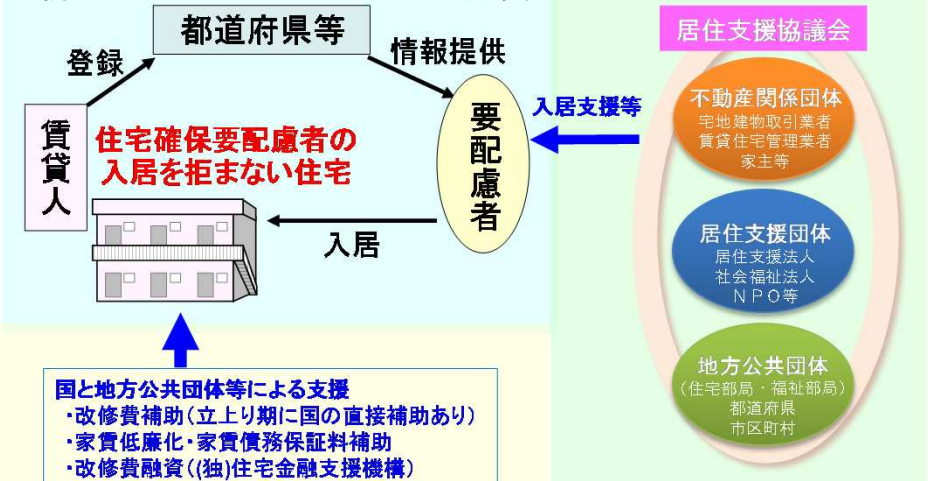 都道府県等
登録
情報提供
賃貸人
住宅確保要配慮者の
入居を拒まない住宅
要配慮者
入居
入居支援等
国と地方公共団体等による支援
・改修費補助(立上り期に国の直接補助あり)
・家賃低廉化・家賃債務保証料補助
・改修費融資((独)住宅金融支援機構)
居住支援協議会
不動産関係団体
宅地建物取引業者
賃貸住宅管理業者
家主等
居住支援団体
居住支援法人
社会福祉法人
NPO等
地方公共団体
(住宅部局・福祉部局)
都道府県
市区町村